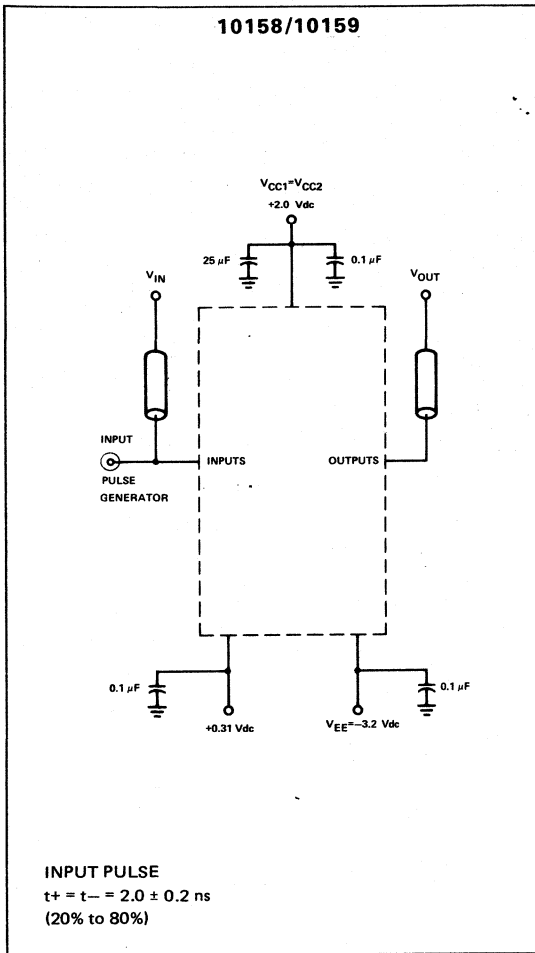 10158/10159
VCC1=VCC2
+2.0 Vdc
25 μF
0.1 μF
VIN
VOUT
INPUT
PULSE
GENERATOR
INPUTS
OUTPUTS
0.1 μF
0.1 μF
+0.31 Vdc
VEE=−3.2 Vdc
INPUT PULSE
t+ = t− = 2.0 ± 0.2 ns
(20% to 80%)